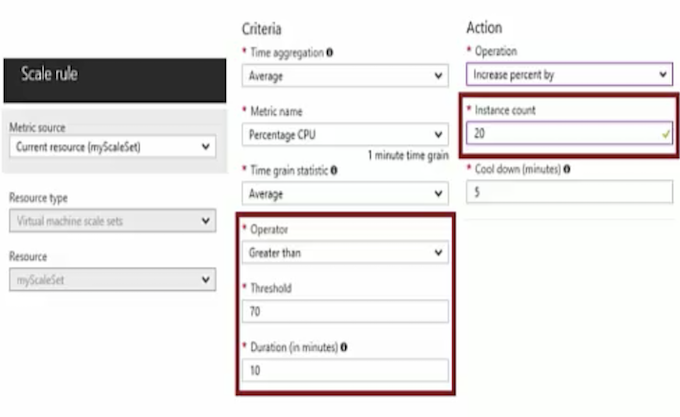 Scale rule
Metric source
Current resource (myScaleSet)
Resource type
Virtual machine scale sets
Resource
myScaleSet
Criteria
* Time aggregation
Average
* Metric name
Percentage CPU
1 minute time grain
* Time grain statistic
Average
* Operator
Greater than
* Threshold
70
* Duration (in minutes)
10
Action
* Operation
Increase percent by
* Instance count
20
* Cool down (minutes)
5